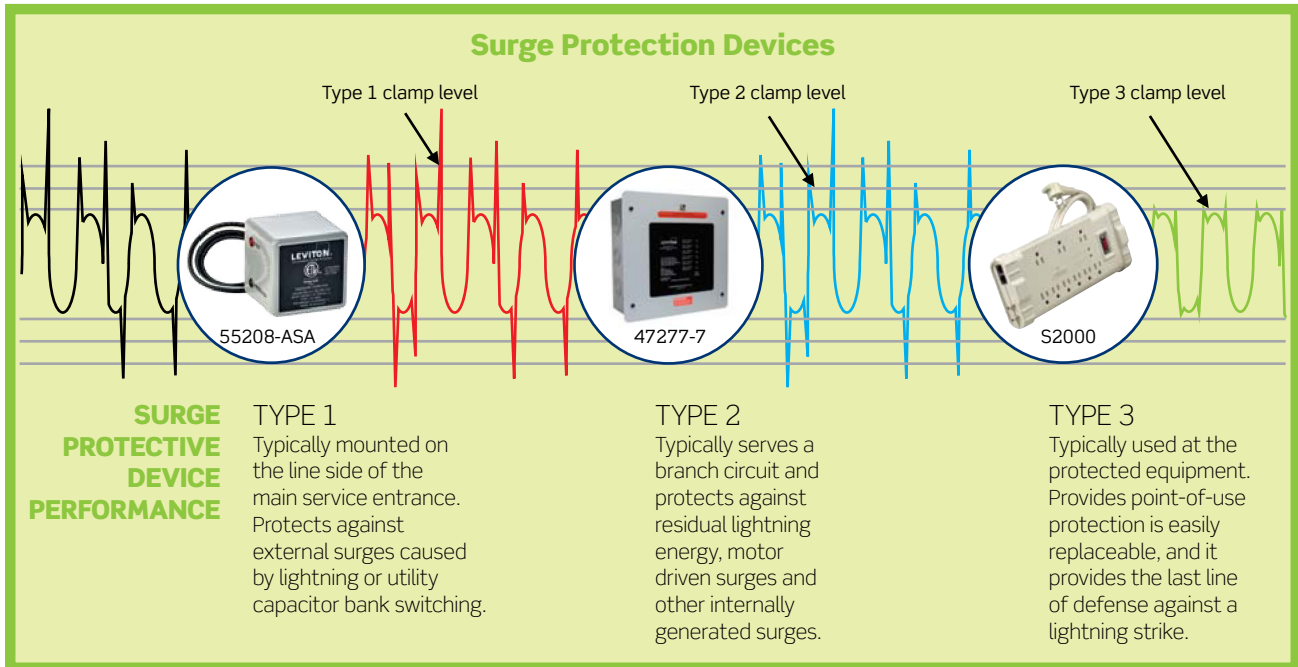 Surge Protection Devices
Type 1 clamp level
Type 2 clamp level
Type 3 clamp level
LEVITON
55208-ASA
LEVITON
47277-7
S2000
SURGE
PROTECTIVE
DEVICE
PERFORMANCE
TYPE 1
Typically mounted on
the line side of the
main service entrance.
Protects against
external surges caused
by lightning or utility
capacitor bank switching.
TYPE 2
Typically serves a
branch circuit and
protects against
residual lightning
energy, motor
driven surges and
other internally
generated surges.
TYPE 3
Typically used at the
protected equipment.
Provides point-of-use
protection is easily
replaceable, and it
provides the last line
of defense against a
lightning strike.